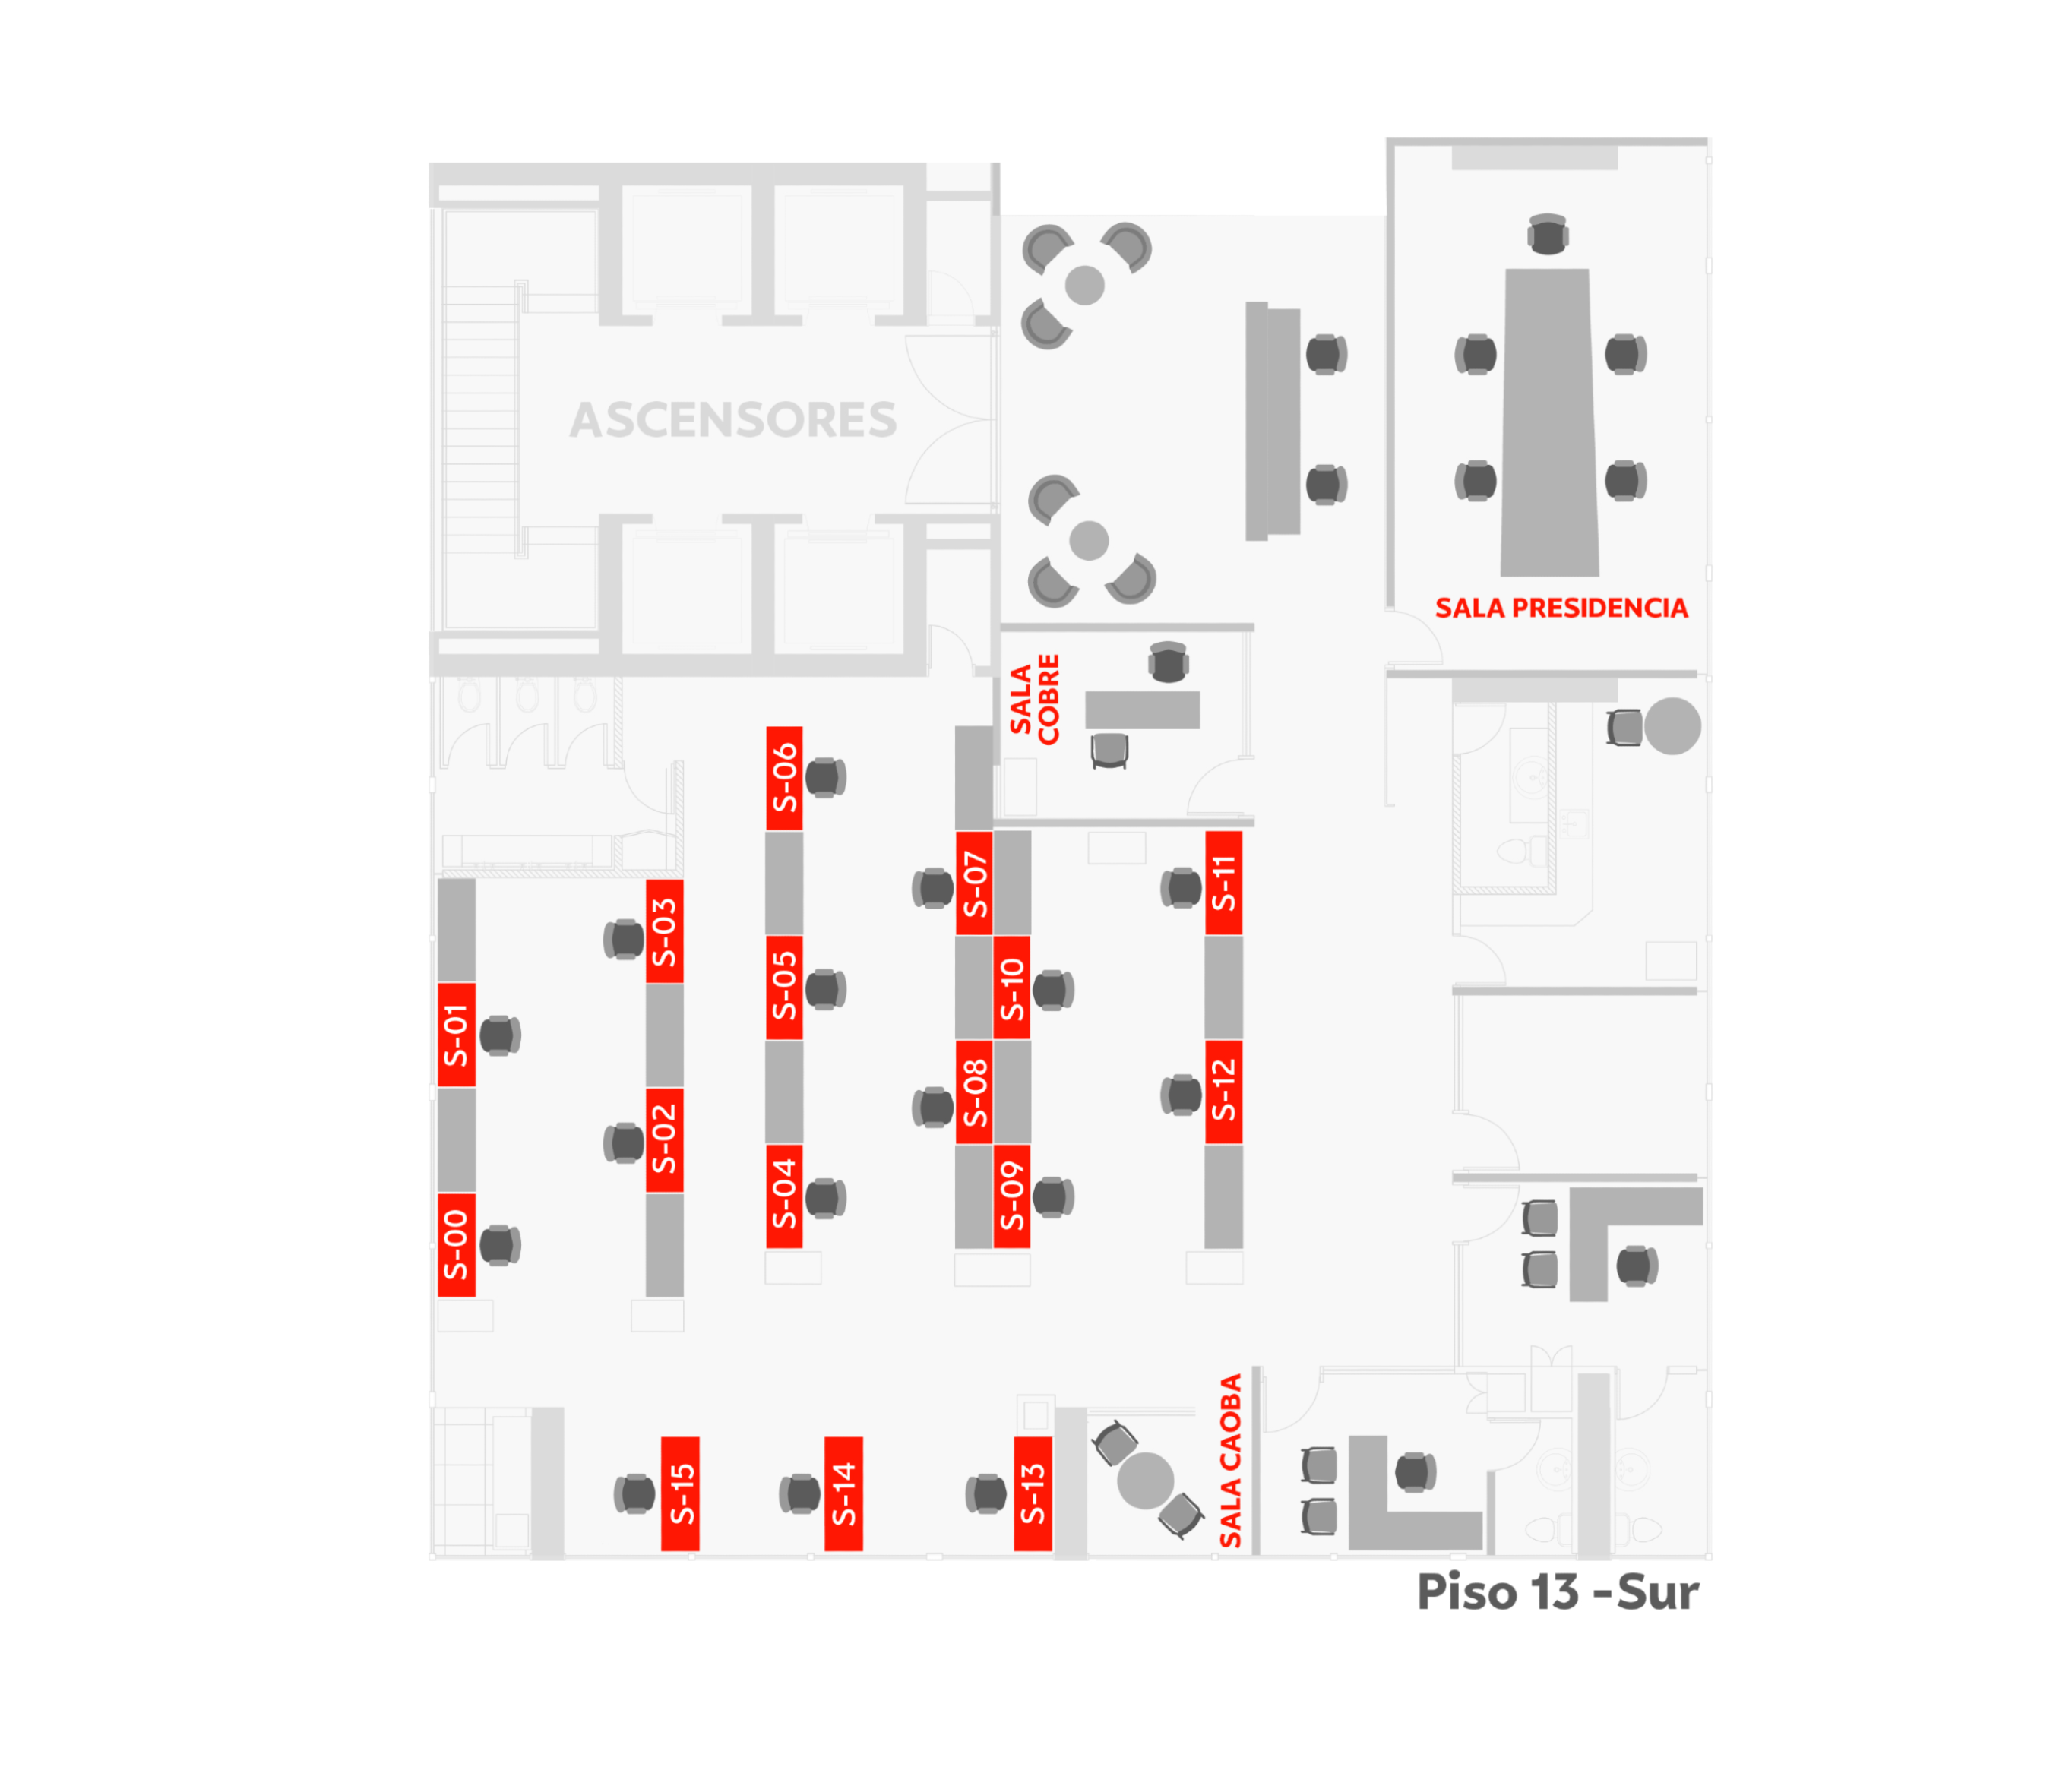 ASCENSORES
SALA PRESIDENCIA
SALA
COBRE
S-06
S-07
S-11
S-03
S-05
S-10
S-01
S-08
S-12
S-02
S-04
S-09
S-00
SALA CAOBA
S-15
S-14
S-13
Piso 13 -Sur